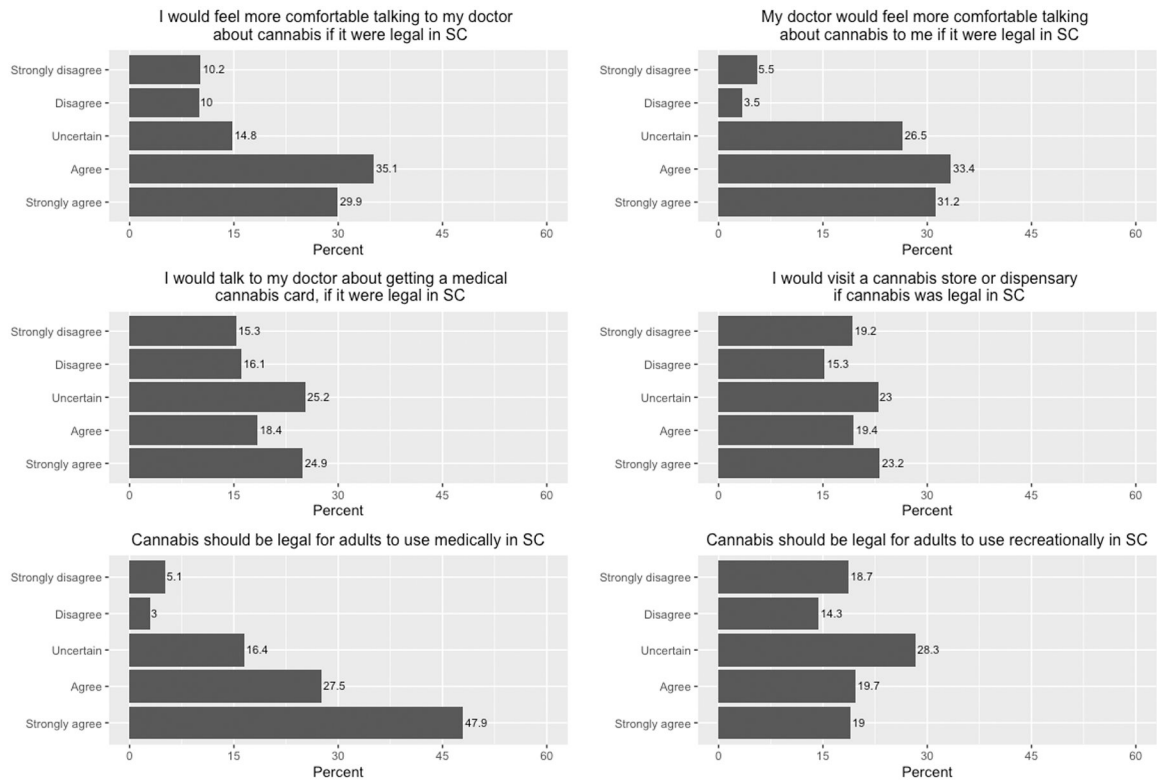 I would feel more comfortable talking to my doctor
about cannabis if it were legal in SC
Strongly disagree
10.2
Disagree
10
Uncertain
14.8
Agree
35.1
Strongly agree
29.9
0 15 30 45 60
Percent
My doctor would feel more comfortable talking
about cannabis to me if it were legal in SC
Strongly disagree
5.5
Disagree
3.5
Uncertain
26.5
Agree
33.4
Strongly agree
31.2
0 15 30 45 60
Percent
I would talk to my doctor about getting a medical
cannabis card, if it were legal in SC
Strongly disagree
15.3
Disagree
16.1
Uncertain
25.2
Agree
18.4
Strongly agree
24.9
0 15 30 45 60
Percent
I would visit a cannabis store or dispensary
if cannabis was legal in SC
Strongly disagree
19.2
Disagree
15.3
Uncertain
23
Agree
19.4
Strongly agree
23.2
0 15 30 45 60
Percent
Cannabis should be legal for adults to use medically in SC
Strongly disagree
5.1
Disagree
3
Uncertain
16.4
Agree
27.5
Strongly agree
47.9
0 15 30 45 60
Percent
Cannabis should be legal for adults to use recreationally in SC
Strongly disagree
18.7
Disagree
14.3
Uncertain
28.3
Agree
19.7
Strongly agree
19
0 15 30 45 60
Percent